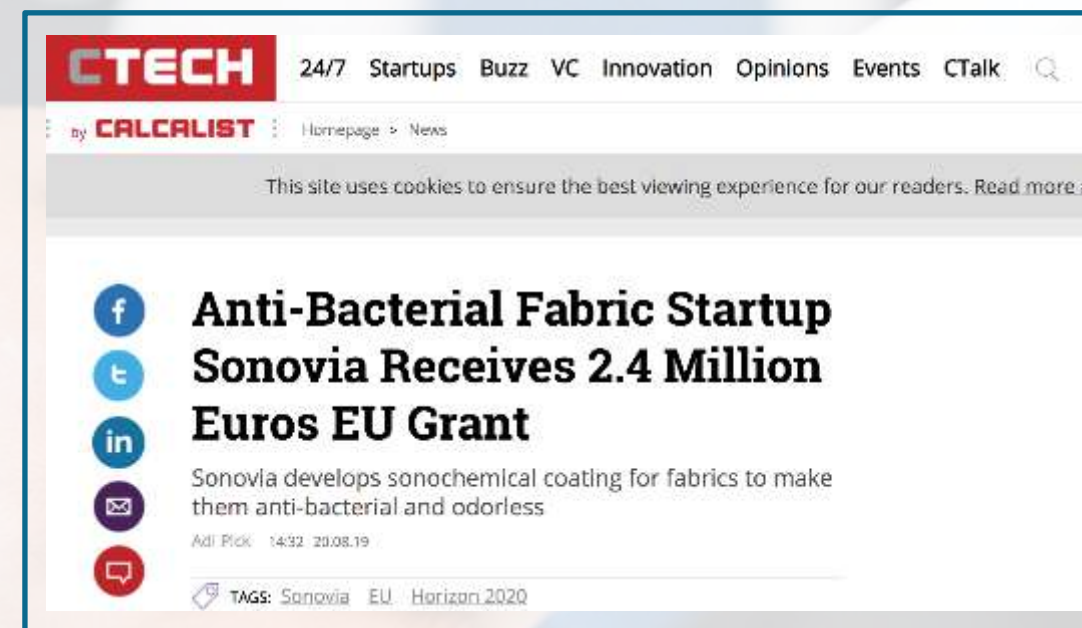 CTECH 24/7 Startups Buzz VC Innovation Opinions Events CTalk
by CALCALIST Homepage > News
This site uses cookies to ensure the best viewing experience for our readers. Read more
Anti-Bacterial Fabric Startup
Sonovia Receives 2.4 Million
Euros EU Grant
Sonovia develops sonochemical coating for fabrics to make
them anti-bacterial and odorless
Adi Pick 14:32 20.08.19
TAGS: Sonovia EU Horizon 2020